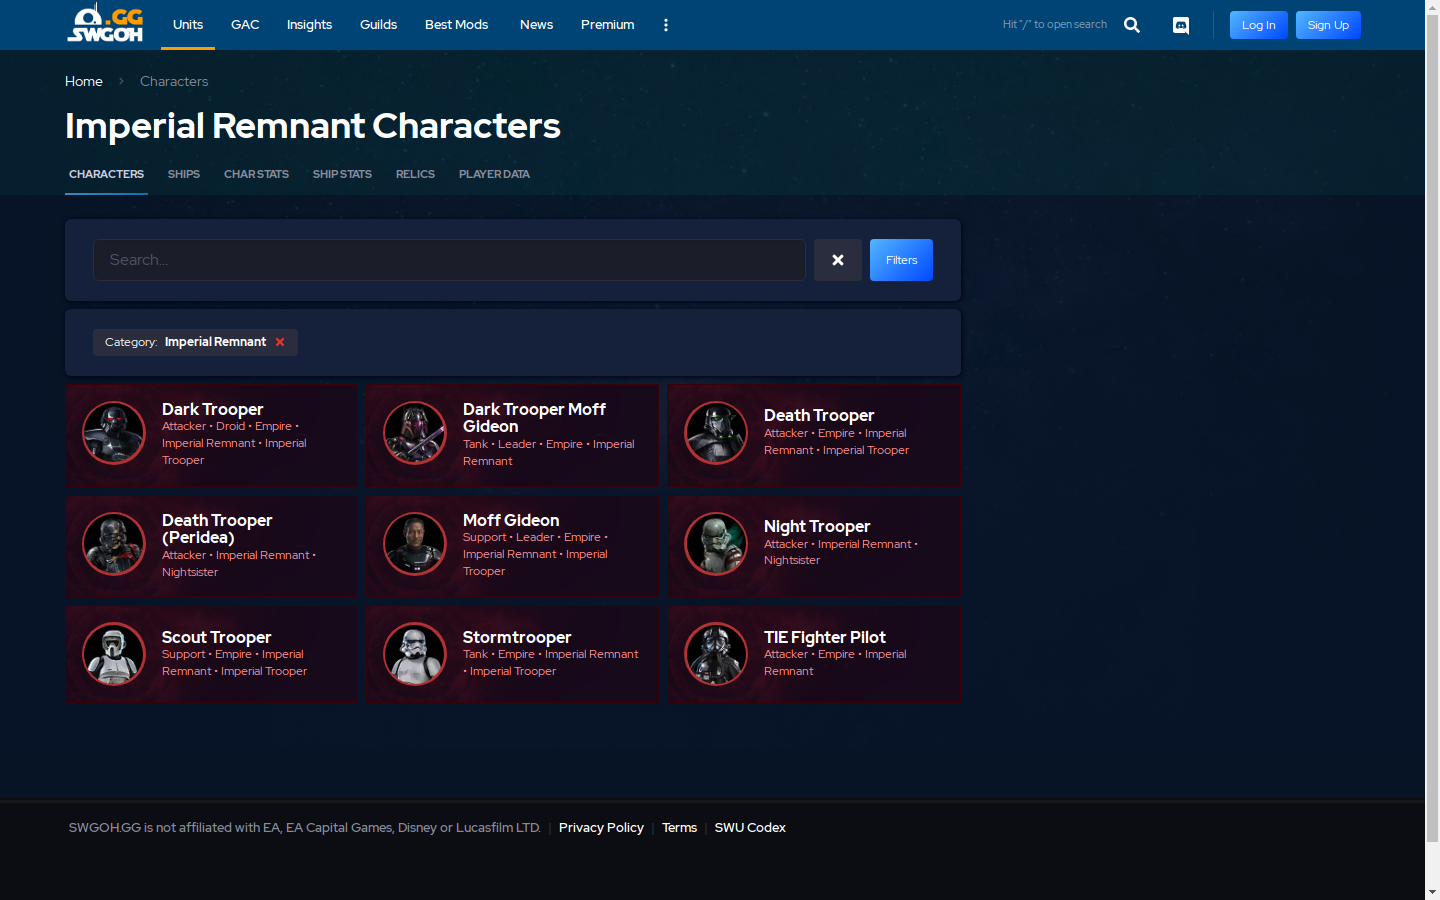 .GG
SWGOH
Units
GAC
Insights
Guilds
Best Mods
News
Premium
Hit "/" to open search
Log In
Sign Up
Home
Characters
Imperial Remnant Characters
CHARACTERS
SHIPS
CHAR STATS
SHIP STATS
RELICS
PLAYER DATA
Search...
Filters
Category: Imperial Remnant
Dark Trooper
Attacker • Droid • Empire •
Imperial Remnant • Imperial
Trooper
Dark Trooper Moff
Gideon
Tank • Leader • Empire • Imperial
Remnant
Death Trooper
Attacker • Empire • Imperial
Remnant • Imperial Trooper
Death Trooper
(Peridea)
Attacker • Imperial Remnant •
Nightsister
Moff Gideon
Support • Leader • Empire •
Imperial Remnant • Imperial
Trooper
Night Trooper
Attacker • Imperial Remnant •
Nightsister
Scout Trooper
Support • Empire • Imperial
Remnant • Imperial Trooper
Stormtrooper
Tank • Empire • Imperial Remnant
• Imperial Trooper
TIE Fighter Pilot
Attacker • Empire • Imperial
Remnant
SWGOH.GG is not affiliated with EA, EA Capital Games, Disney or Lucasfilm LTD. | Privacy Policy | Terms | SWU Codex